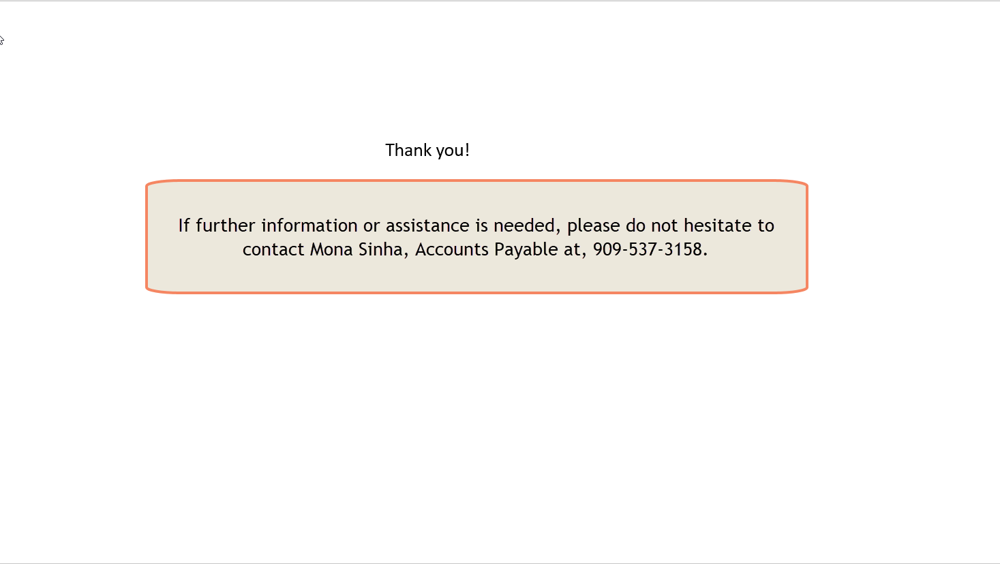 Thank you!
If further information or assistance is needed, please do not hesitate to
contact Mona Sinha, Accounts Payable at, 909-537-3158.